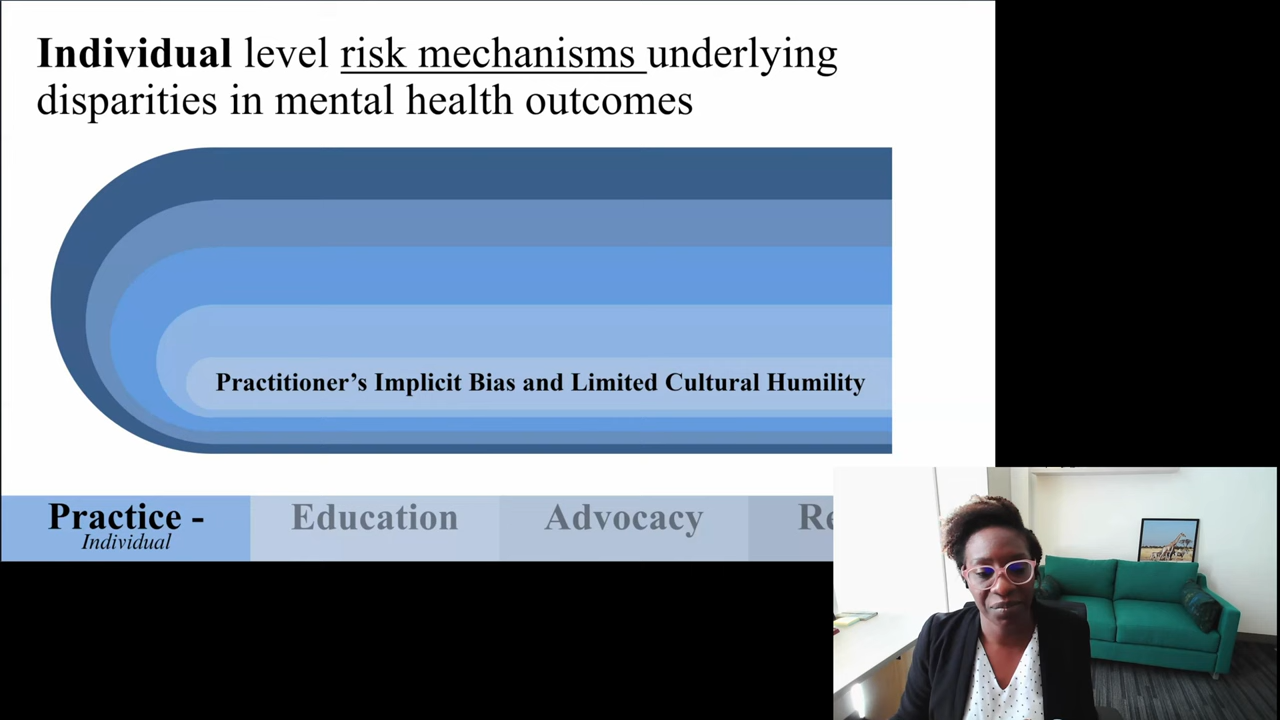 Individual level risk mechanisms underlying
disparities in mental health outcomes
Practitioner’s Implicit Bias and Limited Cultural Humility
Practice -
Individual
Education
Advocacy